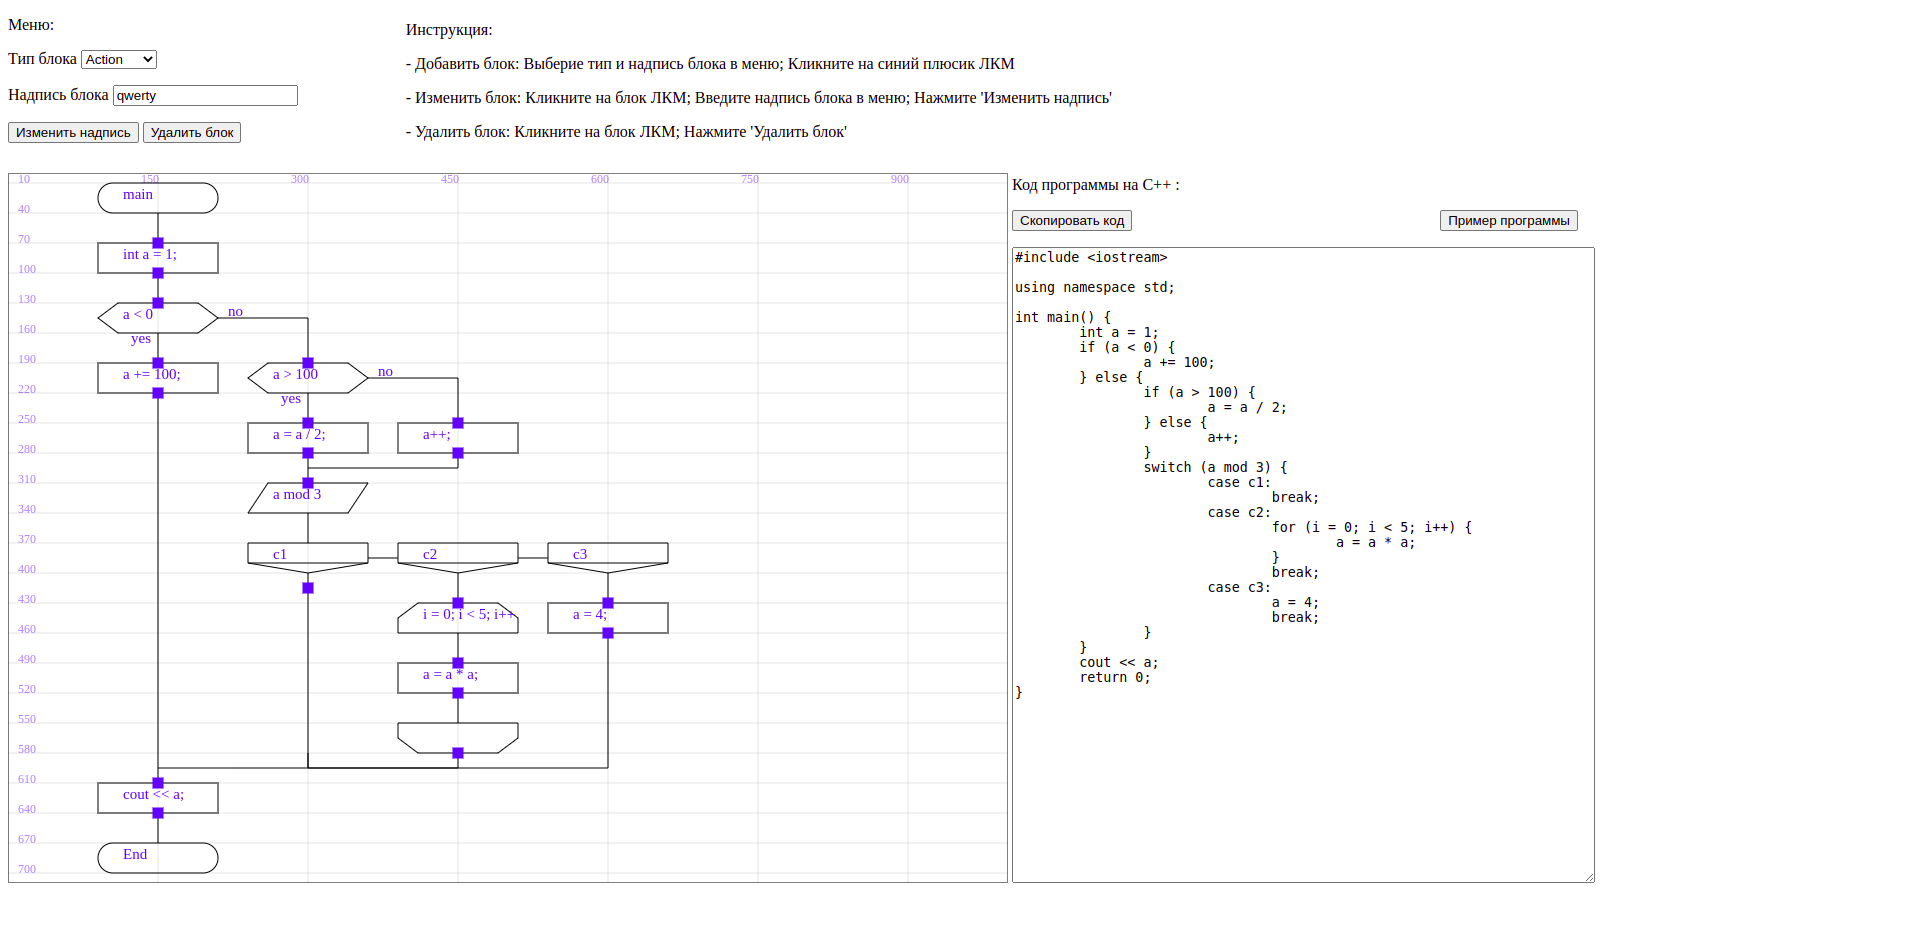 Меню:
Тип блока Action
Надпись блока qwerty
Изменить надпись Удалить блок
Инструкция:
- Добавить блок: Выберие тип и надпись блока в меню; Кликните на синий плюсик ЛКМ
- Изменить блок: Кликните на блок ЛКМ; Введите надпись блока в меню; Нажмите 'Изменить надпись'
- Удалить блок: Кликните на блок ЛКМ; Нажмите 'Удалить блок'
10 150 300 450 600 750 900
main
40
70
int a = 1;
100
130
a < 0 no
160
yes
190
a += 100; a > 100 no
220
yes
250
a = a / 2; a++;
280
310
a mod 3
340
370
c1 c2 c3
400
430
i = 0; i < 5; i++ a = 4;
460
490
a = a * a;
520
550
580
610
cout << a;
640
670
End
700
Код программы на C++ :
Скопировать код Пример программы
#include <iostream>
using namespace std;
int main() {
int a = 1;
if (a < 0) {
a += 100;
} else {
if (a > 100) {
a = a / 2;
} else {
a++;
}
switch (a mod 3) {
case c1:
break;
case c2:
for (i = 0; i < 5; i++) {
a = a * a;
}
break;
case c3:
a = 4;
break;
}
}
cout << a;
return 0;
}